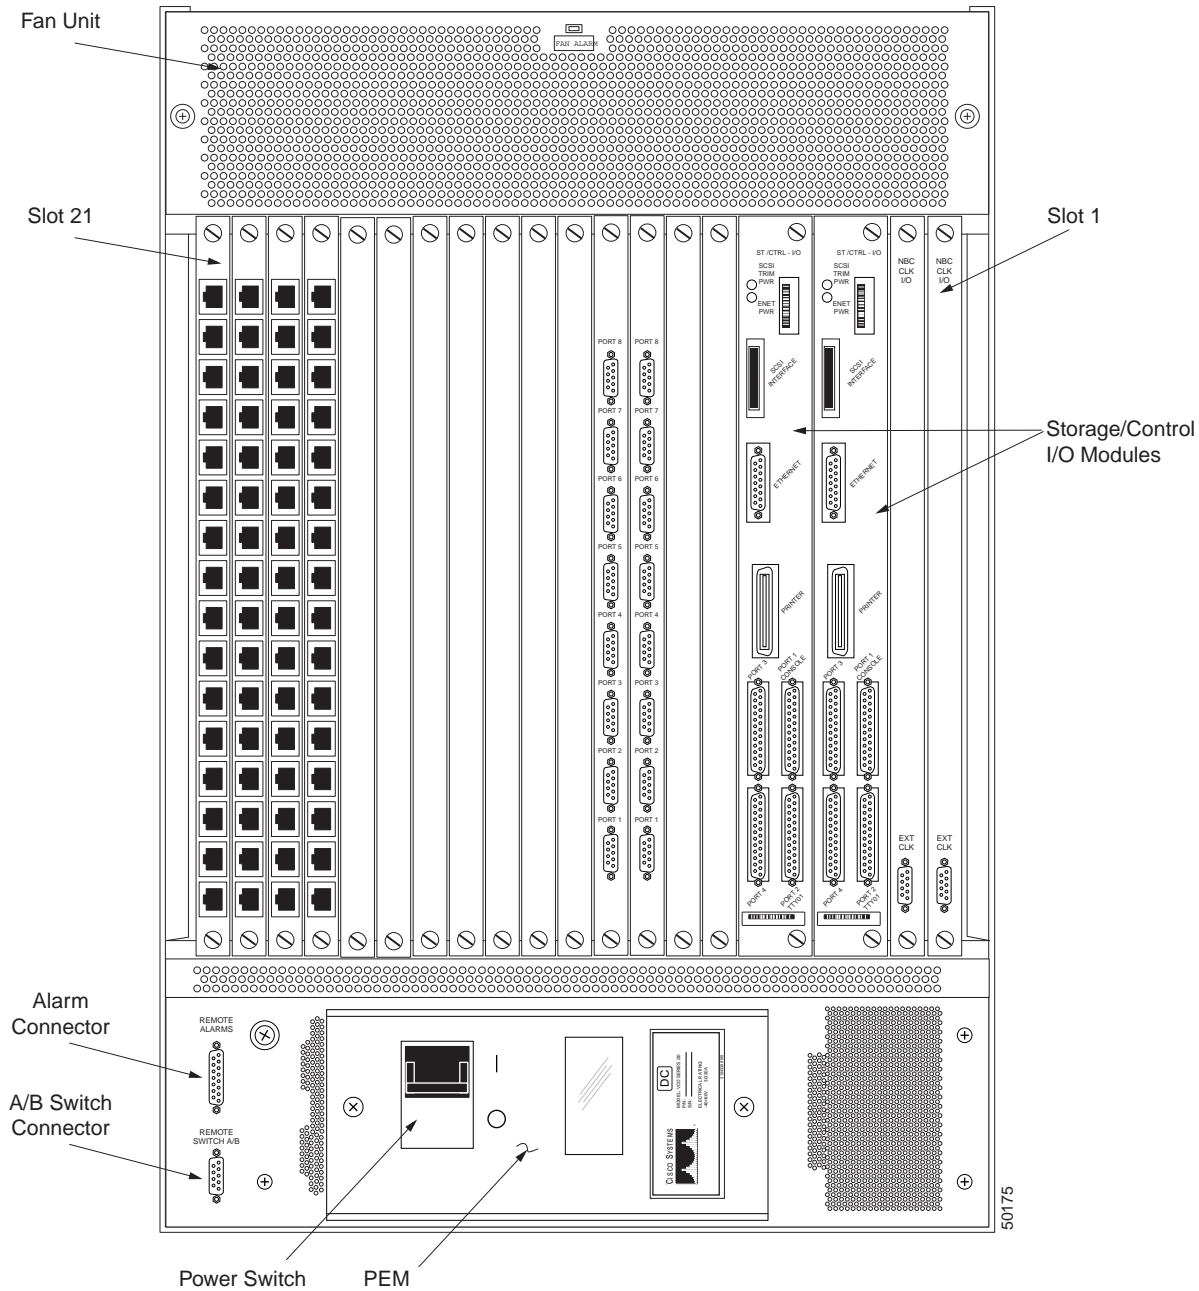 Fan Unit
FAN ALARM
Slot 21
Slot 1
ST /CTRL - I/O
SCSI
TRIM
PWR
ENET
PWR
SCSI
INTERFACE
ETHERNET
PRINTER
PORT 3
PORT 1
CONSOLE
PORT 4
PORT 2
TTY01
ST /CTRL - I/O
SCSI
TRIM
PWR
ENET
PWR
SCSI
INTERFACE
ETHERNET
PRINTER
PORT 3
PORT 1
CONSOLE
PORT 4
PORT 2
TTY01
NBC
CLK
I/O
NBC
CLK
I/O
EXT
CLK
EXT
CLK
PORT 8
PORT 8
PORT 7
PORT 7
PORT 6
PORT 6
PORT 5
PORT 5
PORT 4
PORT 4
PORT 3
PORT 3
PORT 2
PORT 2
PORT 1
PORT 1
Storage/Control
I/O Modules
Alarm
Connector
REMOTE
ALARMS
A/B Switch
Connector
REMOTE
SWITCH A/B
DC
MODEL VCO SERIES
P/N:
S/N:
ELECTRICAL RATING
CISCO SYSTEMS
Power Switch
PEM
50175